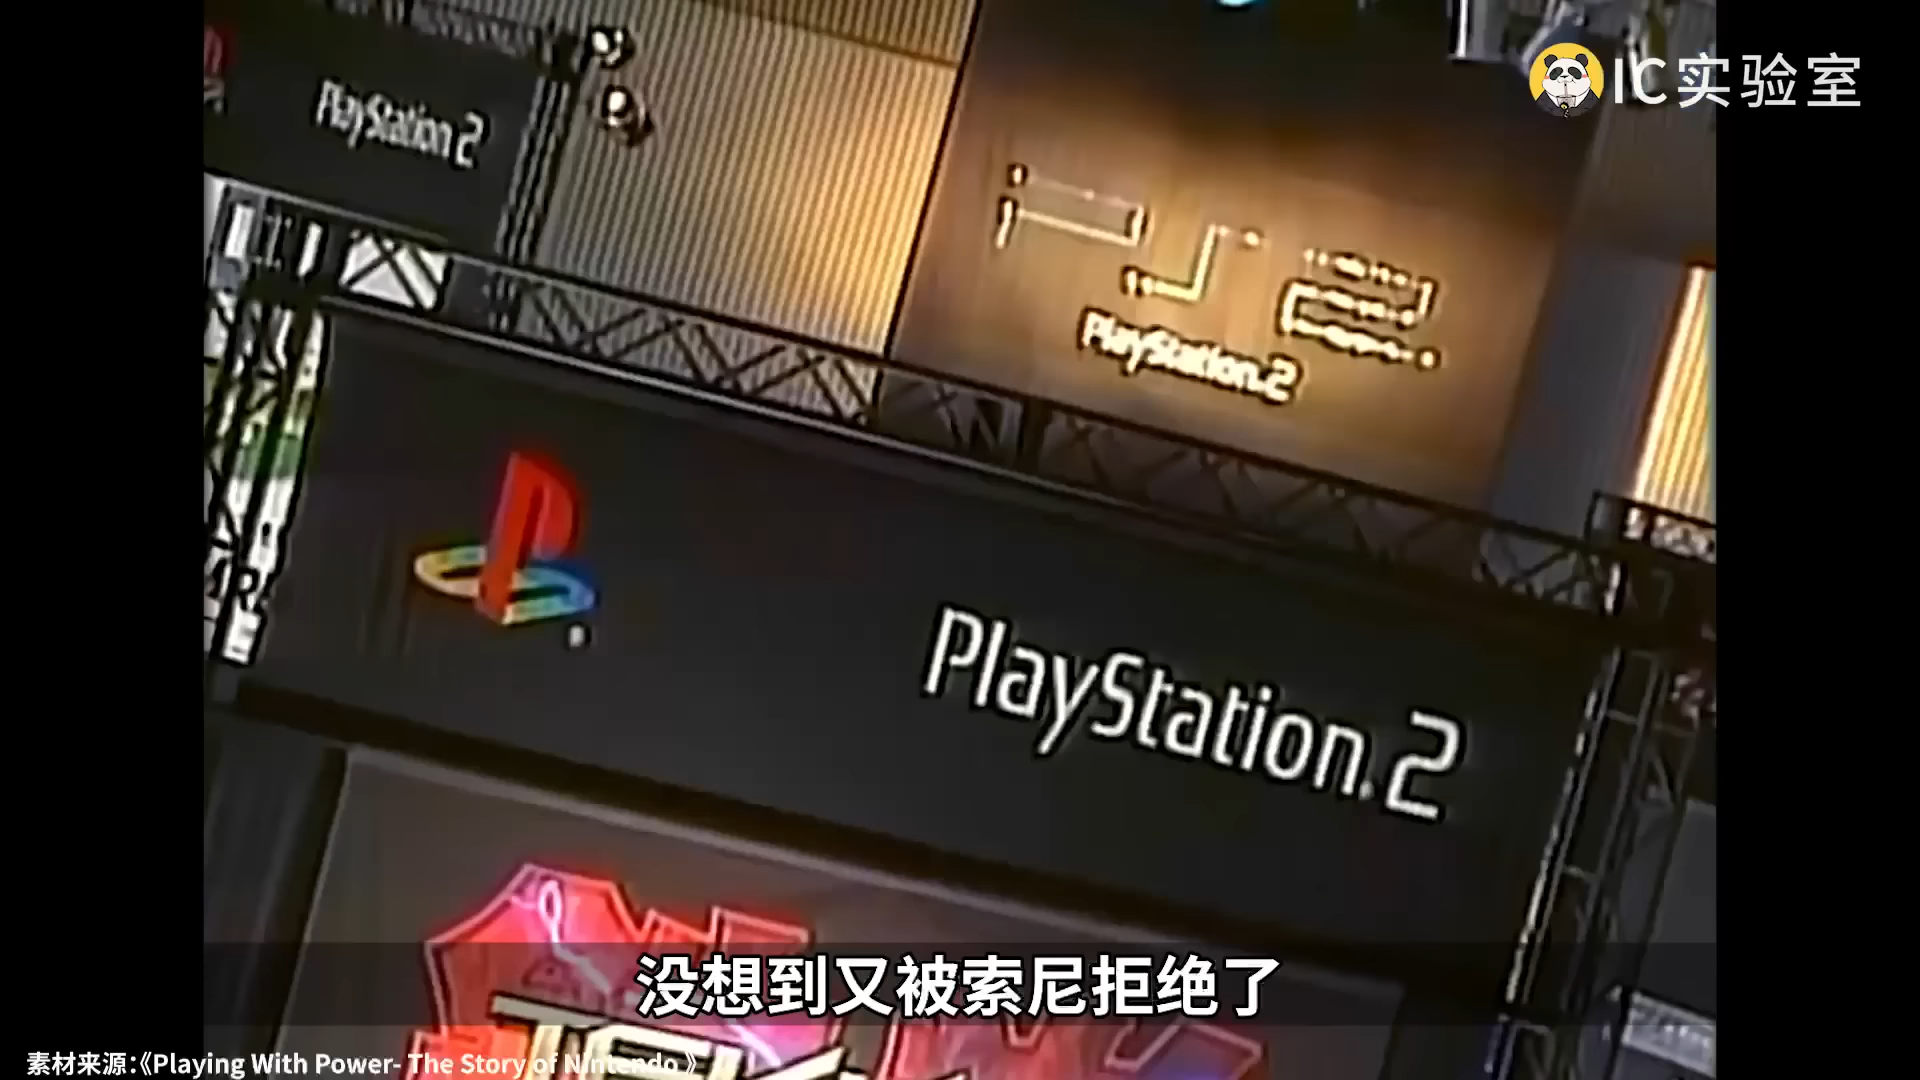 IC实验室
PlayStation 2
PS2
PlayStation.2
PlayStation.2
没想到又被索尼拒绝了
素材来源:《Playing With Power- The Story of Nintendo 》